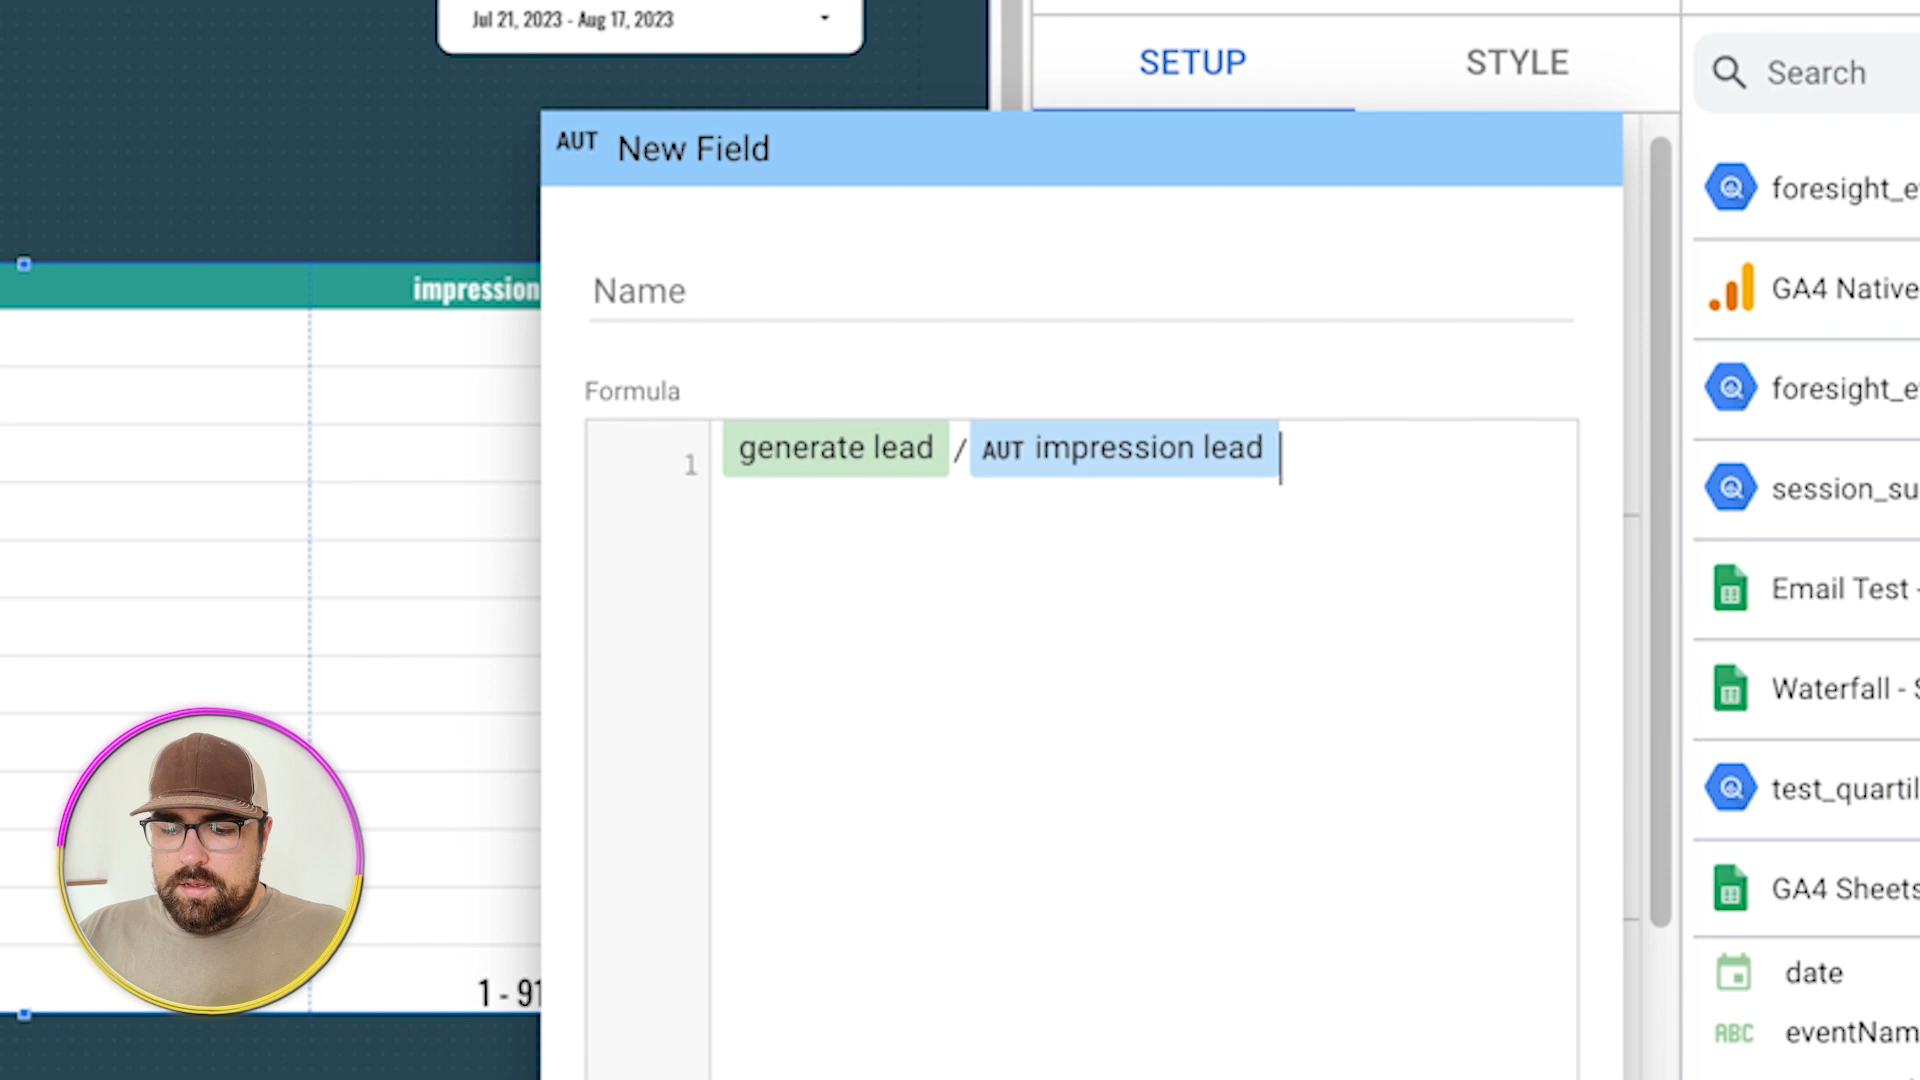 Jul 21, 2023 - Aug 17, 2023
SETUP
STYLE
Search
AUT New Field
foresight_e
GA4 Native
impression
Name
foresight_e
Formula
1
generate lead / AUT impression lead
session_su
Email Test -
Waterfall - S
test_quartil
GA4 Sheets
date
1 - 91
ABC eventNam